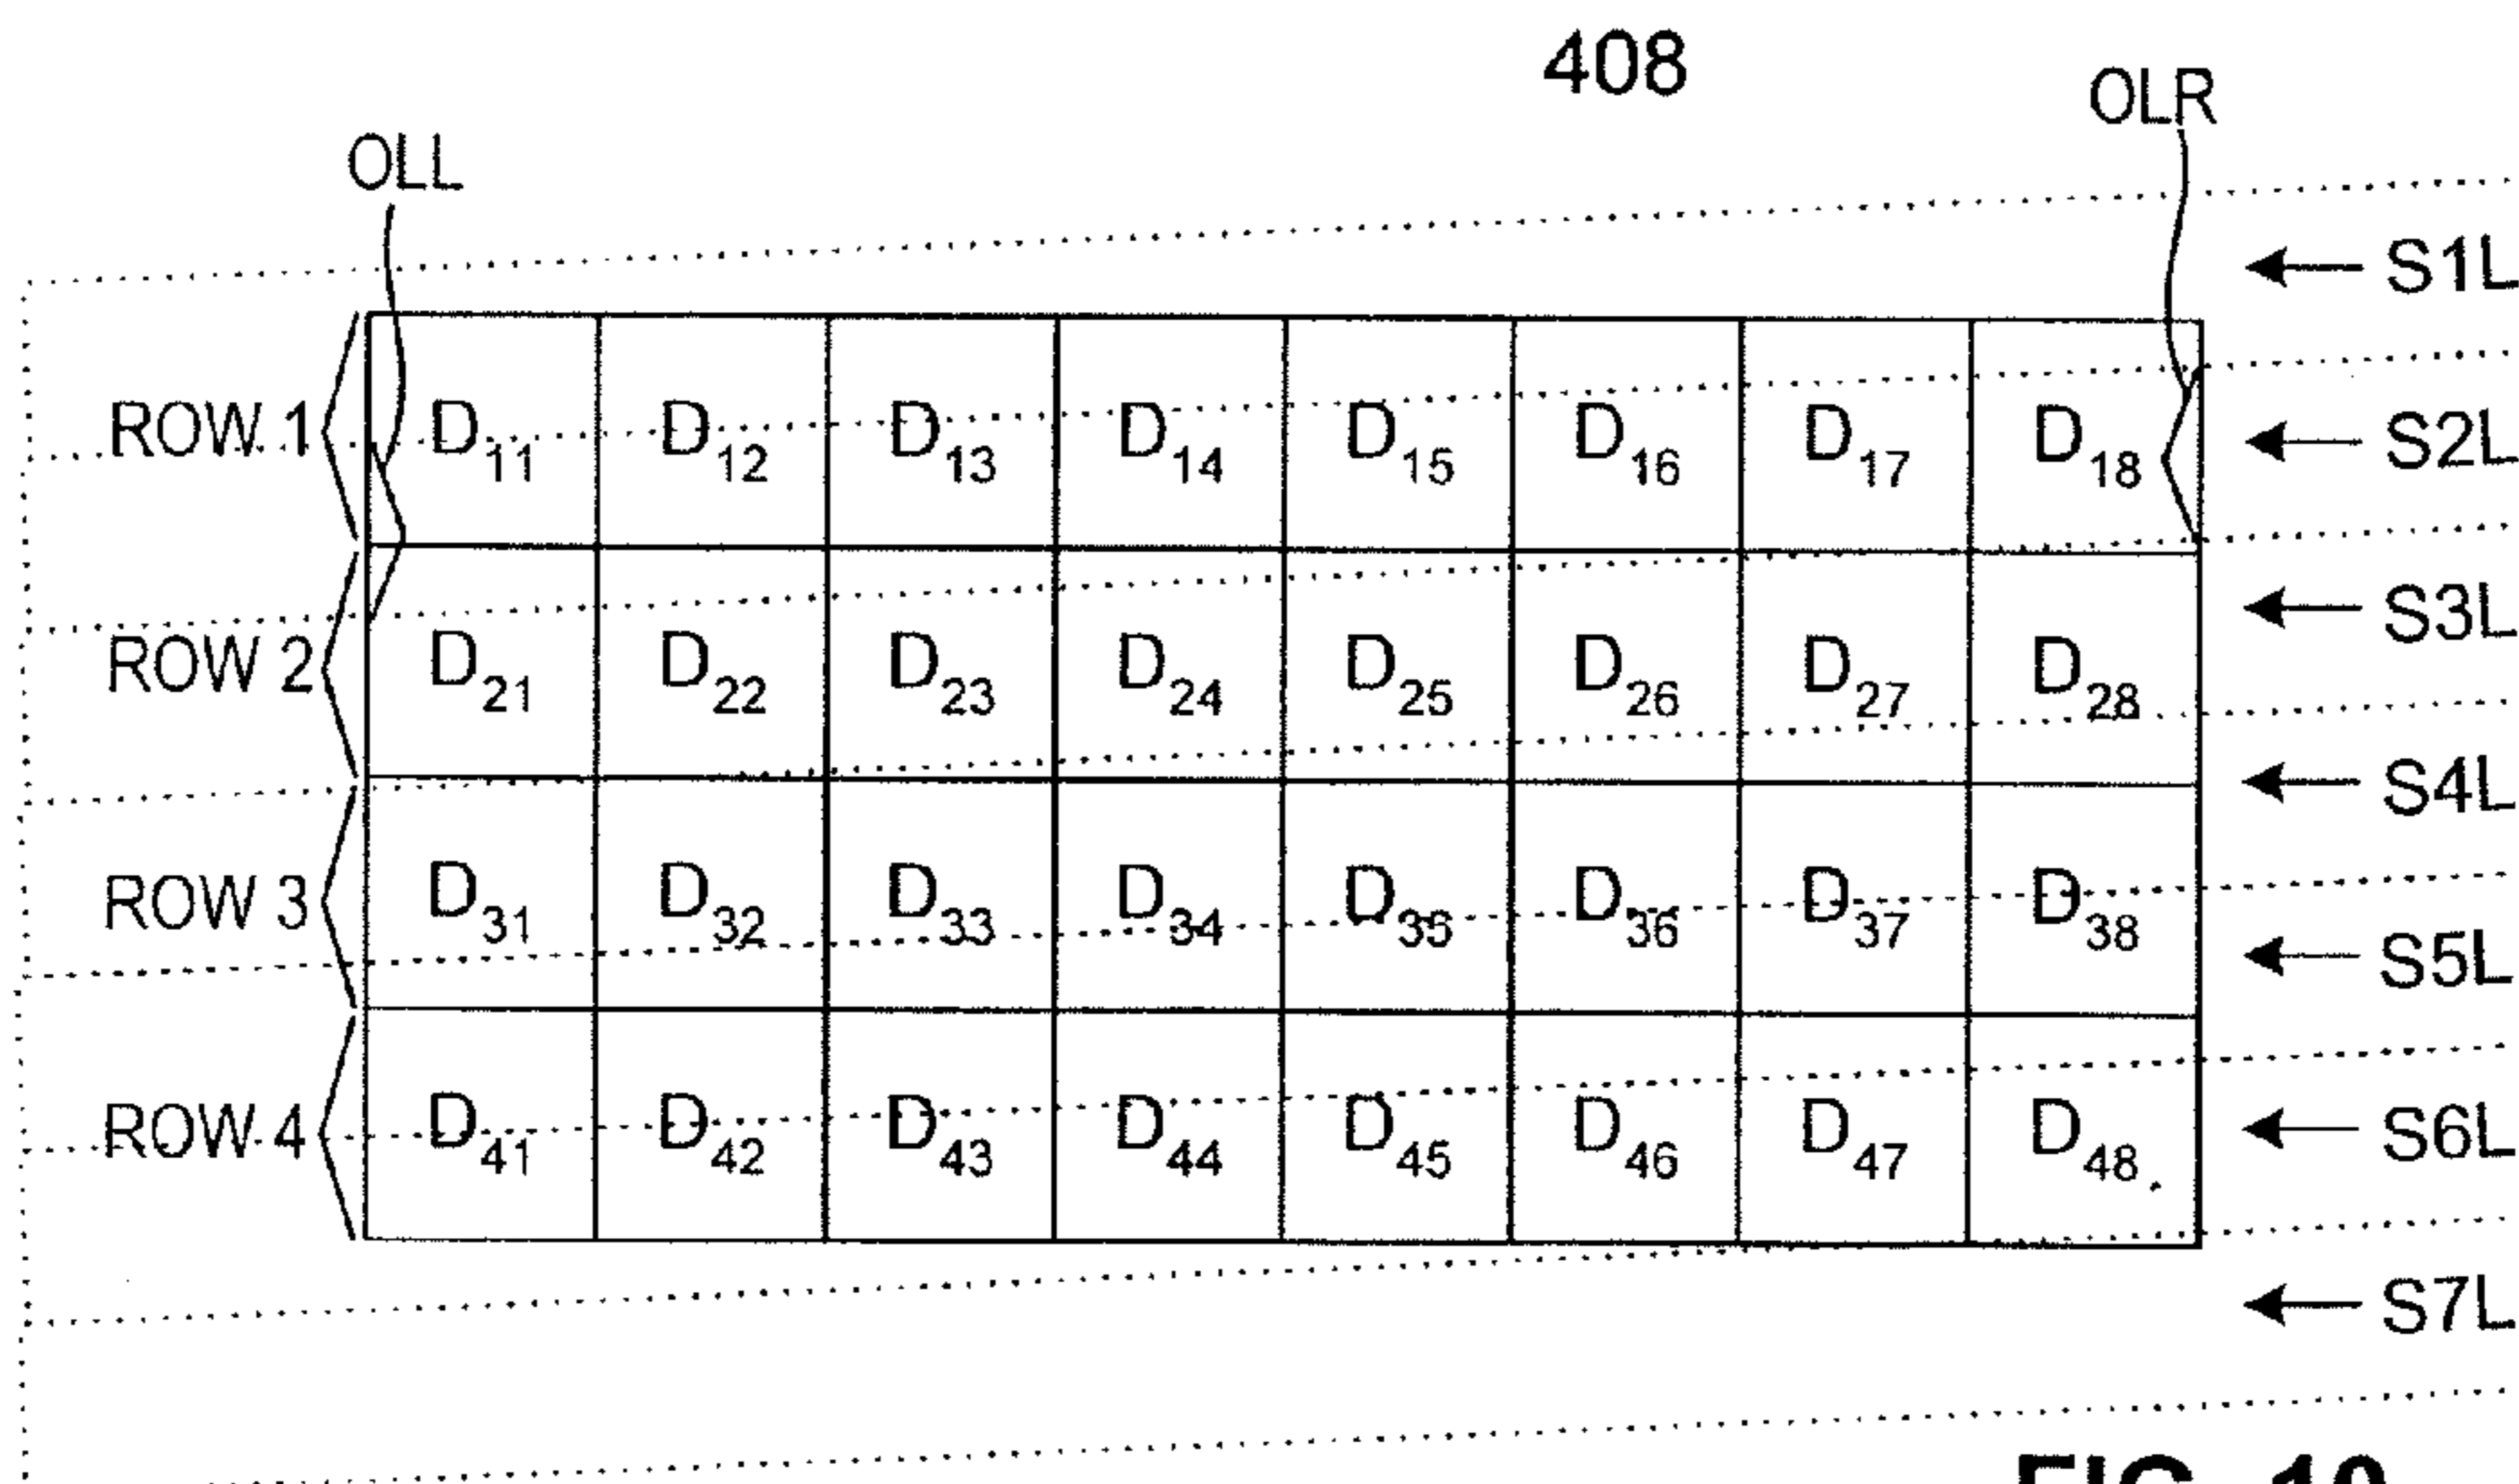 408
OLR
OLL
S1L
ROW 1 D11 D12 D13 D14 D15 D16 D17 D18 S2L
S3L
ROW 2 D21 D22 D23 D24 D25 D26 D27 D28
S4L
ROW 3 D31 D32 D33 D34 D35 D36 D37 D38
S5L
ROW 4 D41 D42 D43 D44 D45 D46 D47 D48 S6L
S7L